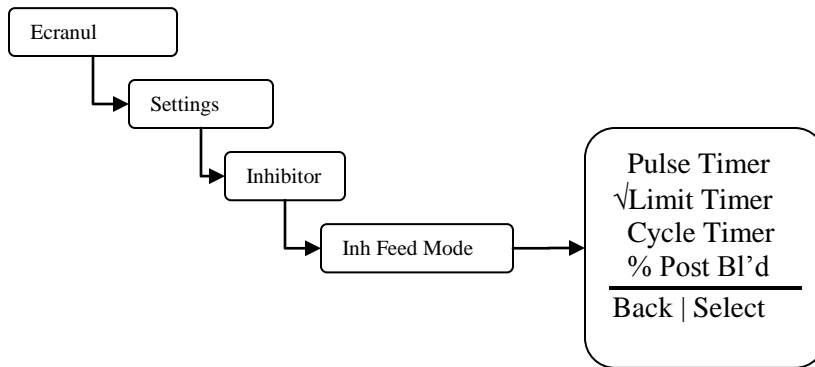 Ecranul
Settings
Inhibitor
Inh Feed Mode
Pulse Timer
√Limit Timer
Cycle Timer
% Post Bl’d
Back | Select